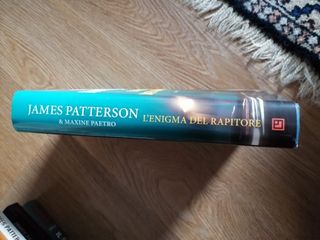 JAMES PATTERSON
& MAXINE PAETRO
L'ENIGMA DEL RAPITORE